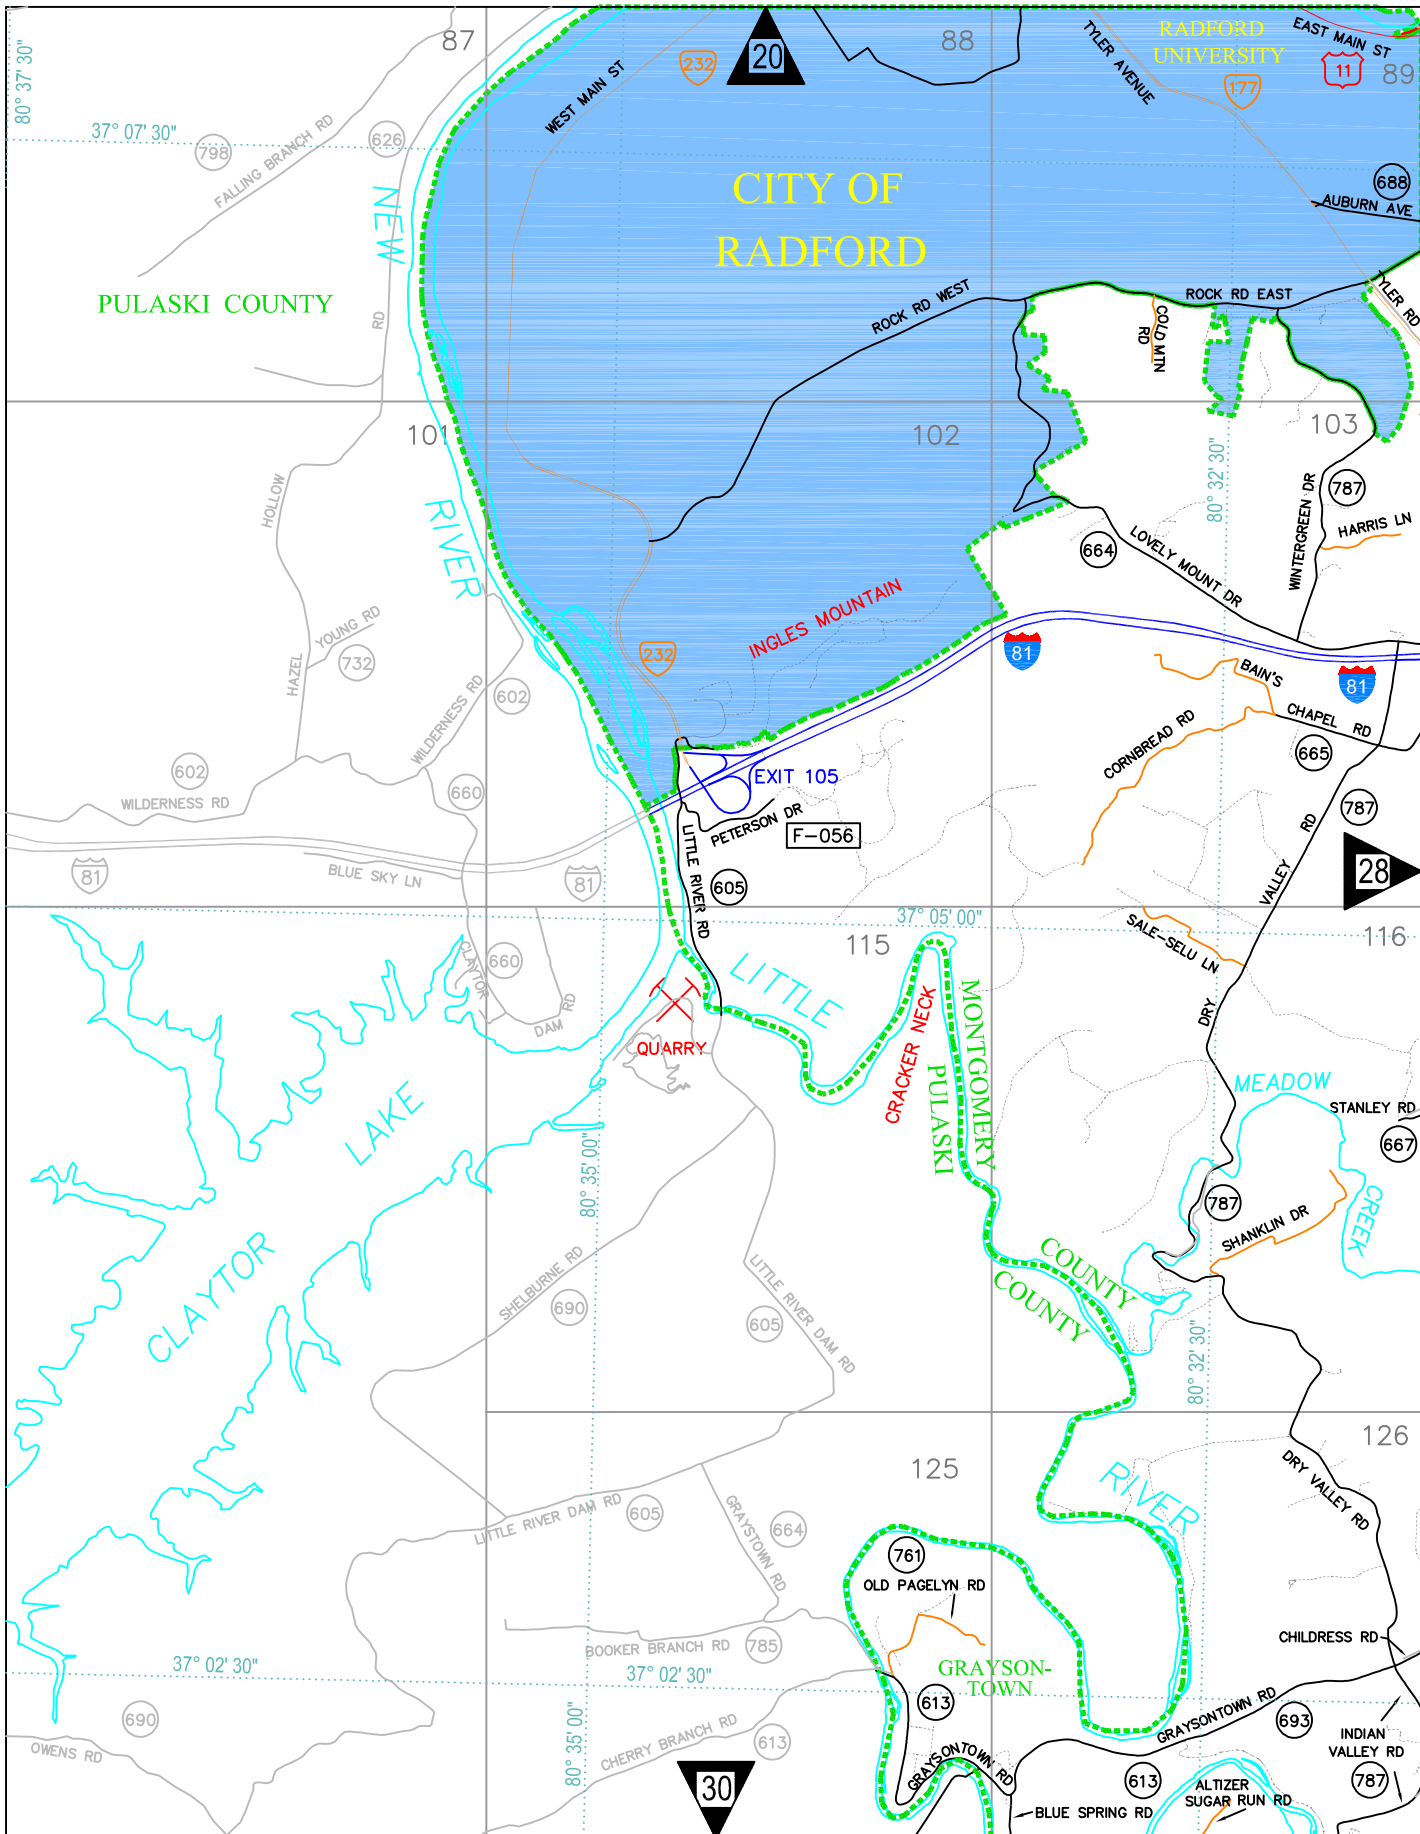 87
20
88
RADFORD
UNIVERSITY
EAST MAIN ST
11
89
80° 37' 30"
37° 07' 30"
798
FALLING BRANCH RD
626
WEST MAIN ST
232
TYLER AVENUE
177
688
AUBURN AVE
NEW
CITY OF
RADFORD
PULASKI COUNTY
RD
ROCK RD WEST
ROCK RD EAST
COLD MTN
RD
TYLER RD
101
102
103
HOLLOW
RIVER
80° 32' 30"
WINTERGREEN DR
787
HARRIS LN
664
LOVELY MOUNT DR
INGLES MOUNTAIN
HAZEL
YOUNG RD
732
232
81
81
602
WILDERNESS RD
BAIN'S
CHAPEL RD
665
CORNBREAD RD
602
WILDERNESS RD
660
EXIT 105
PETERSON DR
F-056
787
RD
VALLEY
DRY
28
81
BLUE SKY LN
81
LITTLE RIVER RD
605
37° 05' 00"
115
116
SALE-SELU LN
CLAYTOR
660
DAM RD
LITTLE
QUARRY
CRACKER NECK
MONTGOMERY
PULASKI
MEADOW
STANLEY RD
667
LAKE
80° 35' 00"
CREEK
787
SHANKLIN DR
CLAYTOR
SHELBURNE RD
690
LITTLE RIVER DAM RD
605
COUNTY
COUNTY
80° 32' 30"
126
125
RIVER
DRY VALLEY RD
LITTLE RIVER DAM RD
605
GRAYSTOWN RD
664
761
OLD PAGELYN RD
BOOKER BRANCH RD
785
CHILDRESS RD
37° 02' 30"
37° 02' 30"
GRAYSON-
TOWN
613
690
OWENS RD
80° 35' 00"
CHERRY BRANCH RD
613
GRAYSONTOWN RD
GRAYSONTOWN RD
693
INDIAN
VALLEY RD
787
30
613
BLUE SPRING RD
ALTIZER
SUGAR RUN RD